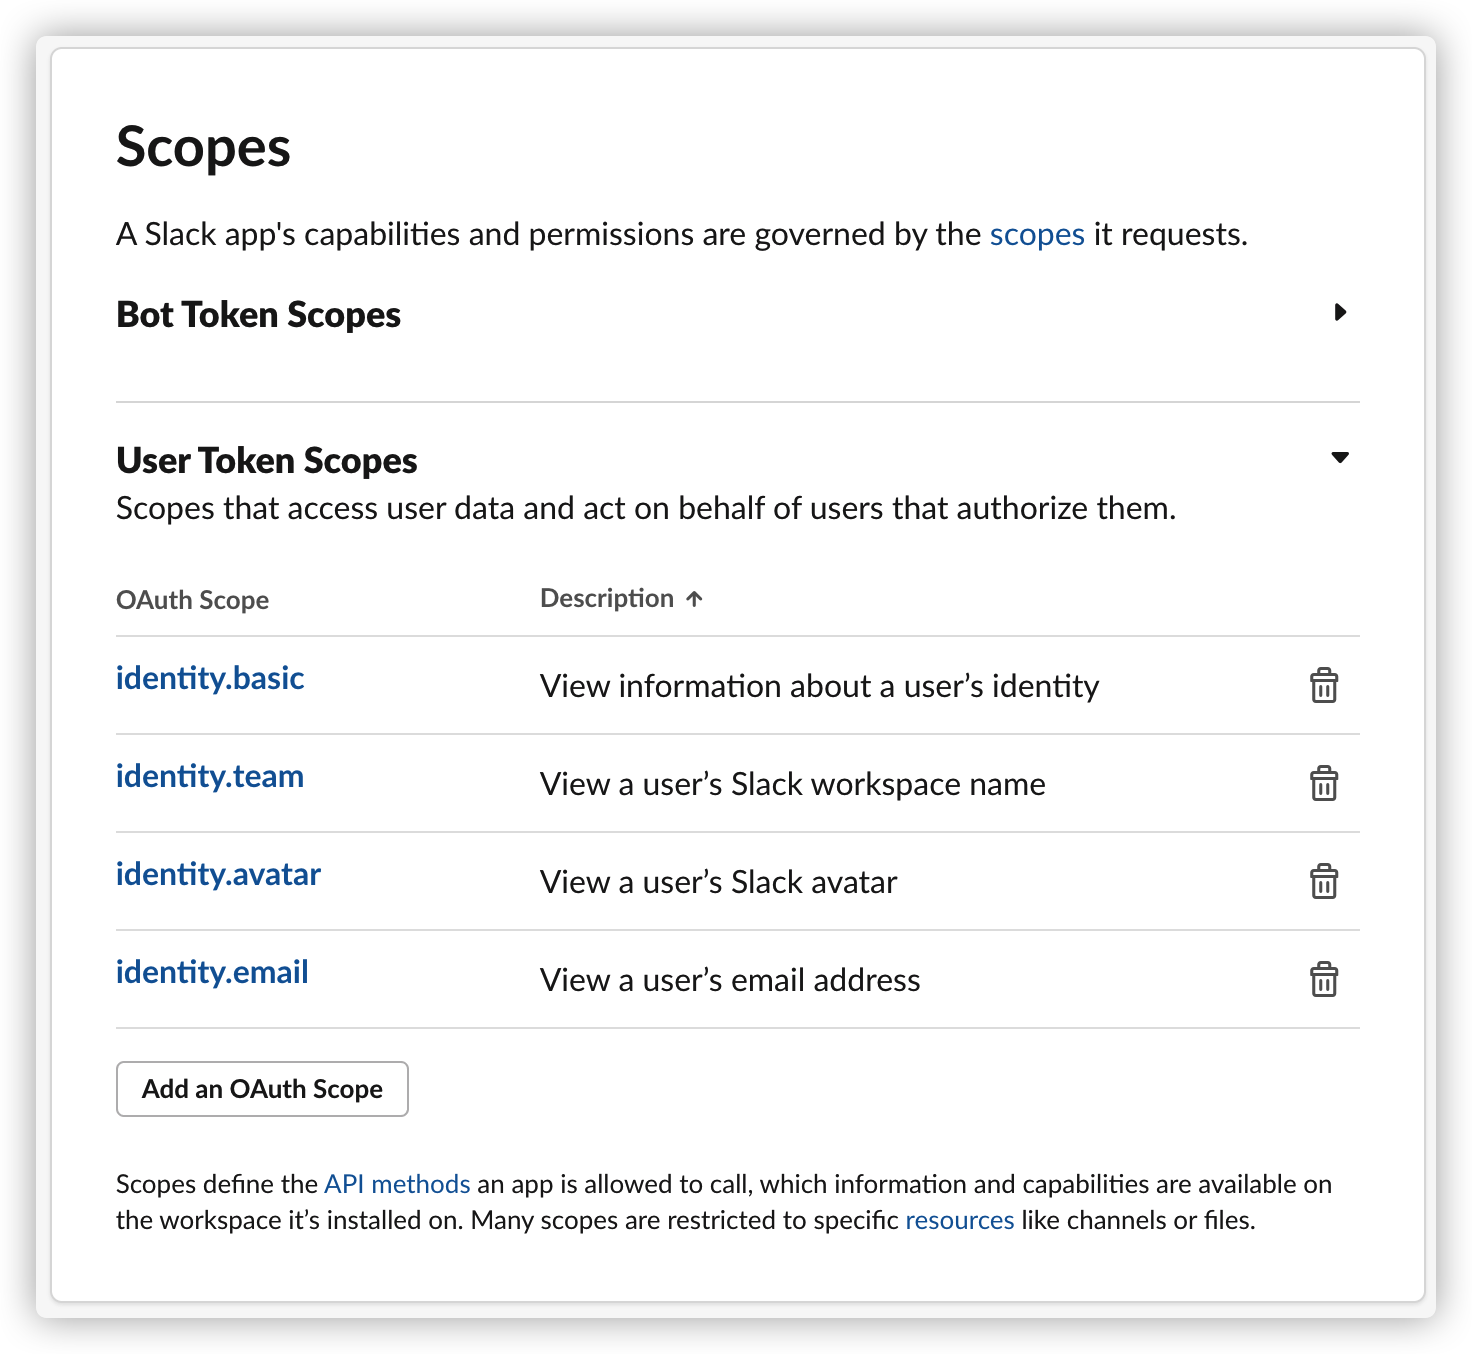 Scopes
A Slack app's capabilities and permissions are governed by the scopes it requests.
Bot Token Scopes
User Token Scopes
Scopes that access user data and act on behalf of users that authorize them.
OAuth Scope Description ↑
identity.basic View information about a user’s identity
identity.team View a user’s Slack workspace name
identity.avatar View a user’s Slack avatar
identity.email View a user’s email address
Add an OAuth Scope
Scopes define the API methods an app is allowed to call, which information and capabilities are available on
the workspace it’s installed on. Many scopes are restricted to specific resources like channels or files.